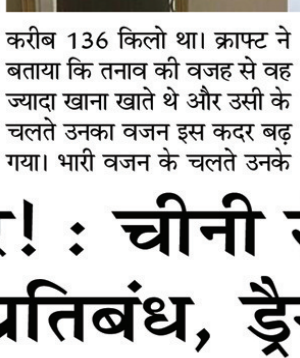 करीब 136 किलो था। क्राफ्ट ने
बताया कि तनाव की वजह से वह
ज्यादा खाना खाते थे और उसी के
चलते उनका वजन इस कदर बढ़
गया। भारी वजन के चलते उनके
! : चीनी
प्रतिबंध,